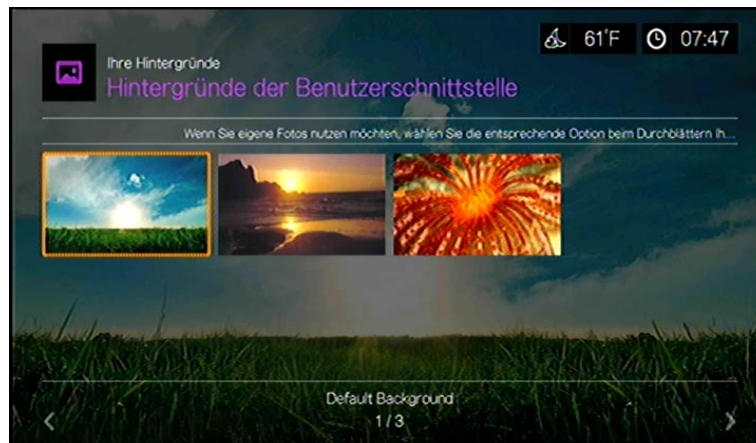 61°F 07:47
Ihre Hintergründe
Hintergründe der Benutzerschnittstelle
Wenn Sie eigene Fotos nutzen möchten, wählen Sie die entsprechende Option beim Durchblättern Ih...
Default Background
1 / 3